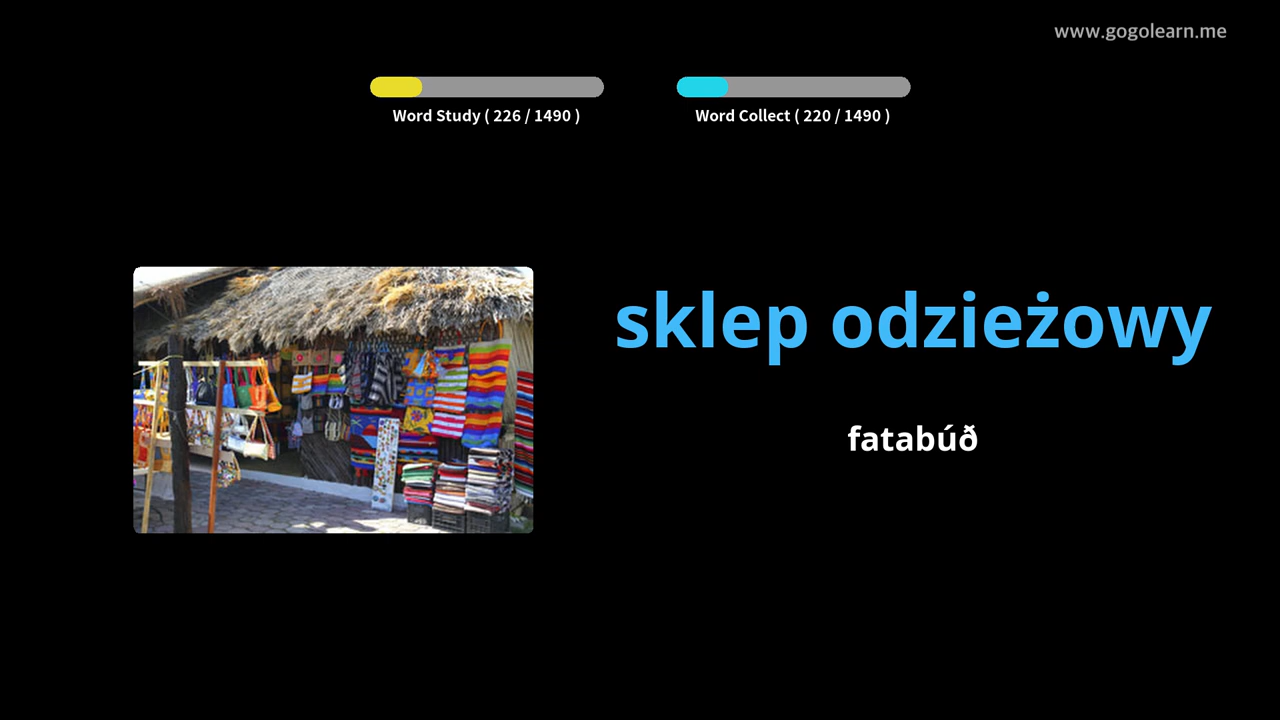 www.gogolearn.me
Word Study ( 226 / 1490 )
Word Collect ( 220 / 1490 )
sklep odzieżowy
fatabúð